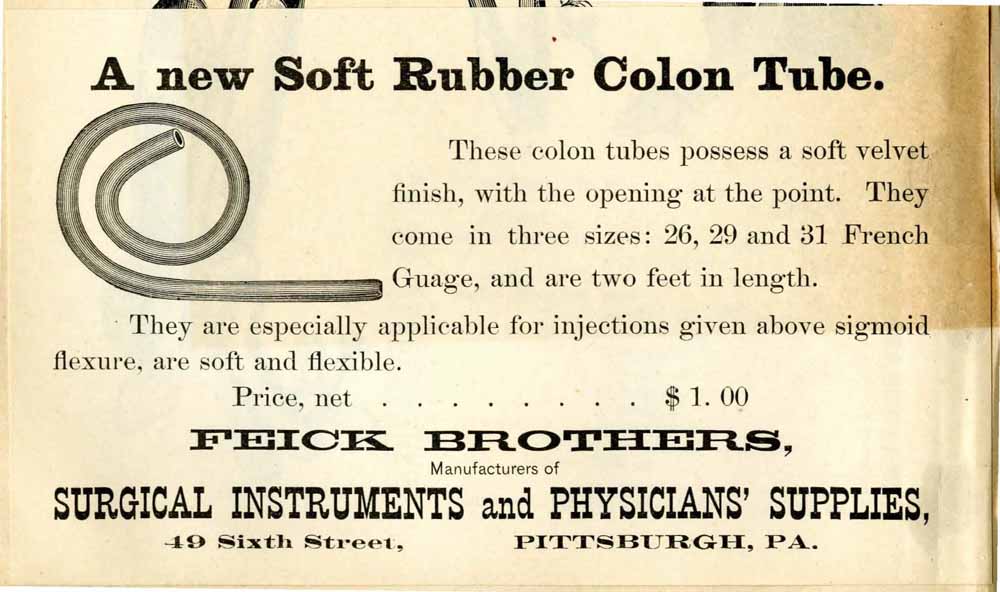 A new Soft Rubber Colon Tube.
These colon tubes possess a soft velvet
finish, with the opening at the point. They
come in three sizes: 26, 29 and 31 French
Guage, and are two feet in length.
They are especially applicable for injections given above sigmoid
flexure, are soft and flexible.
Price, net . . . . . . . . . $ 1. 00
FEICK BROTHERS,
Manufacturers of
SURGICAL INSTRUMENTS and PHYSICIANS' SUPPLIES,
49 Sixth Street, PITTSBURGH, PA.